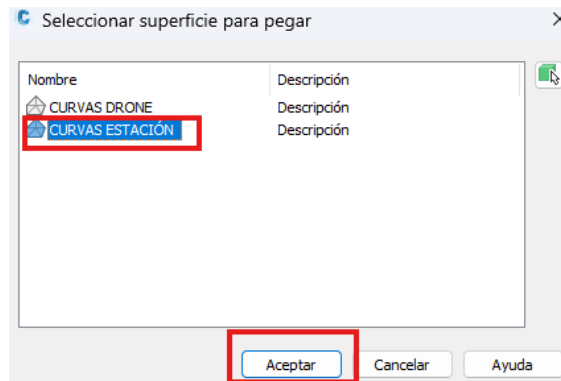 Seleccionar superficie para pegar
Nombre Descripción
CURVAS DRONE Descripción
CURVAS ESTACIÓN Descripción
Aceptar Cancelar Ayuda